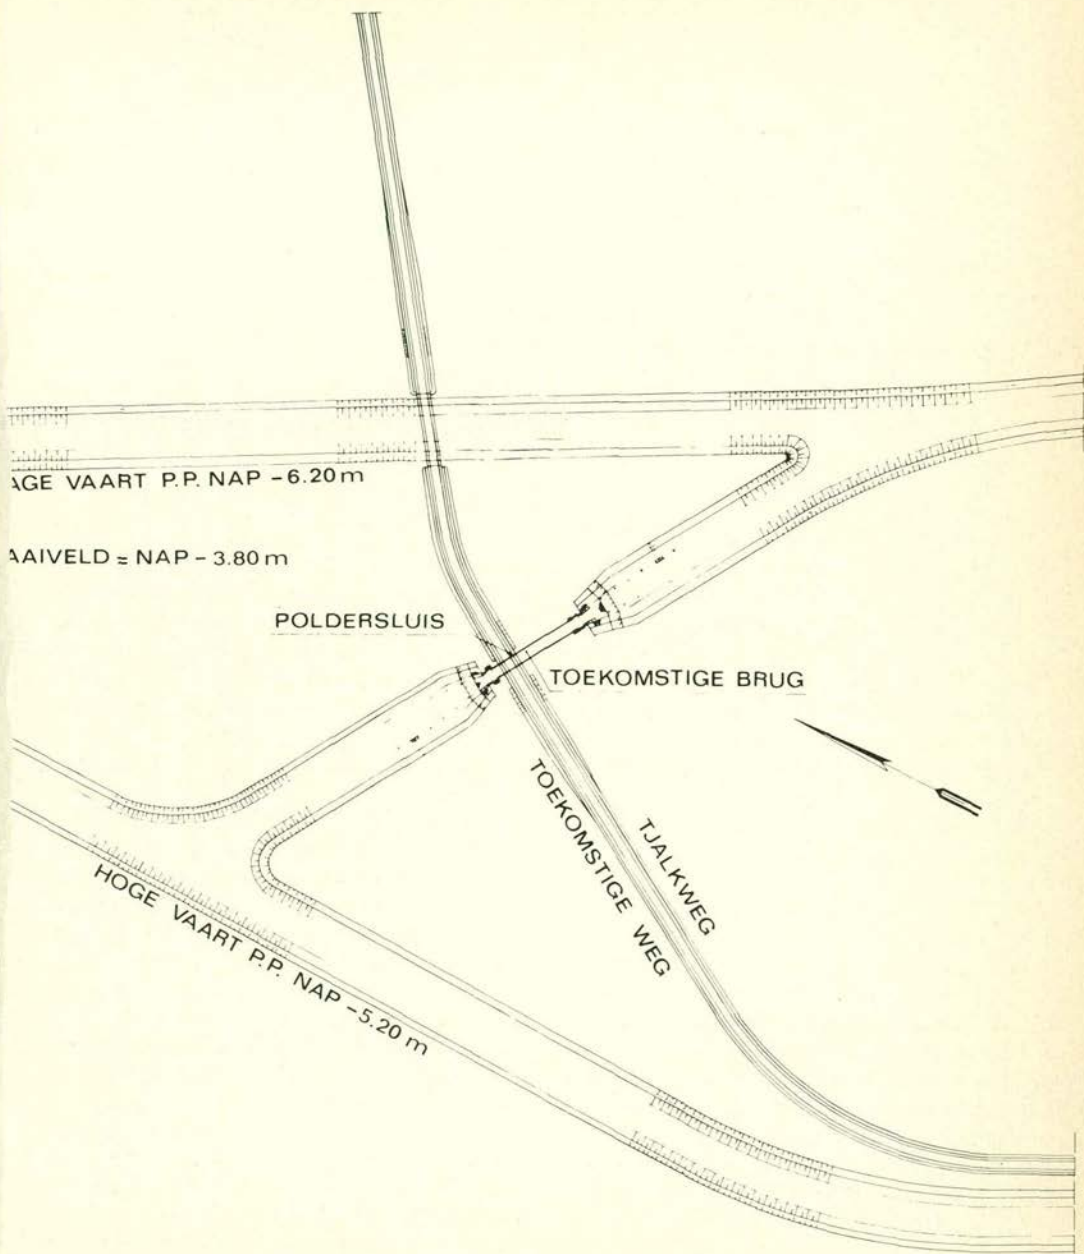 AGE VAART P.P. NAP -6.20 m
AAIVELD = NAP - 3.80 m
POLDERSLUIS
TOEKOMSTIGE BRUG
TOEKOMSTIGE WEG
TJALKWEG
HOGE VAART P.P. NAP -5.20 m